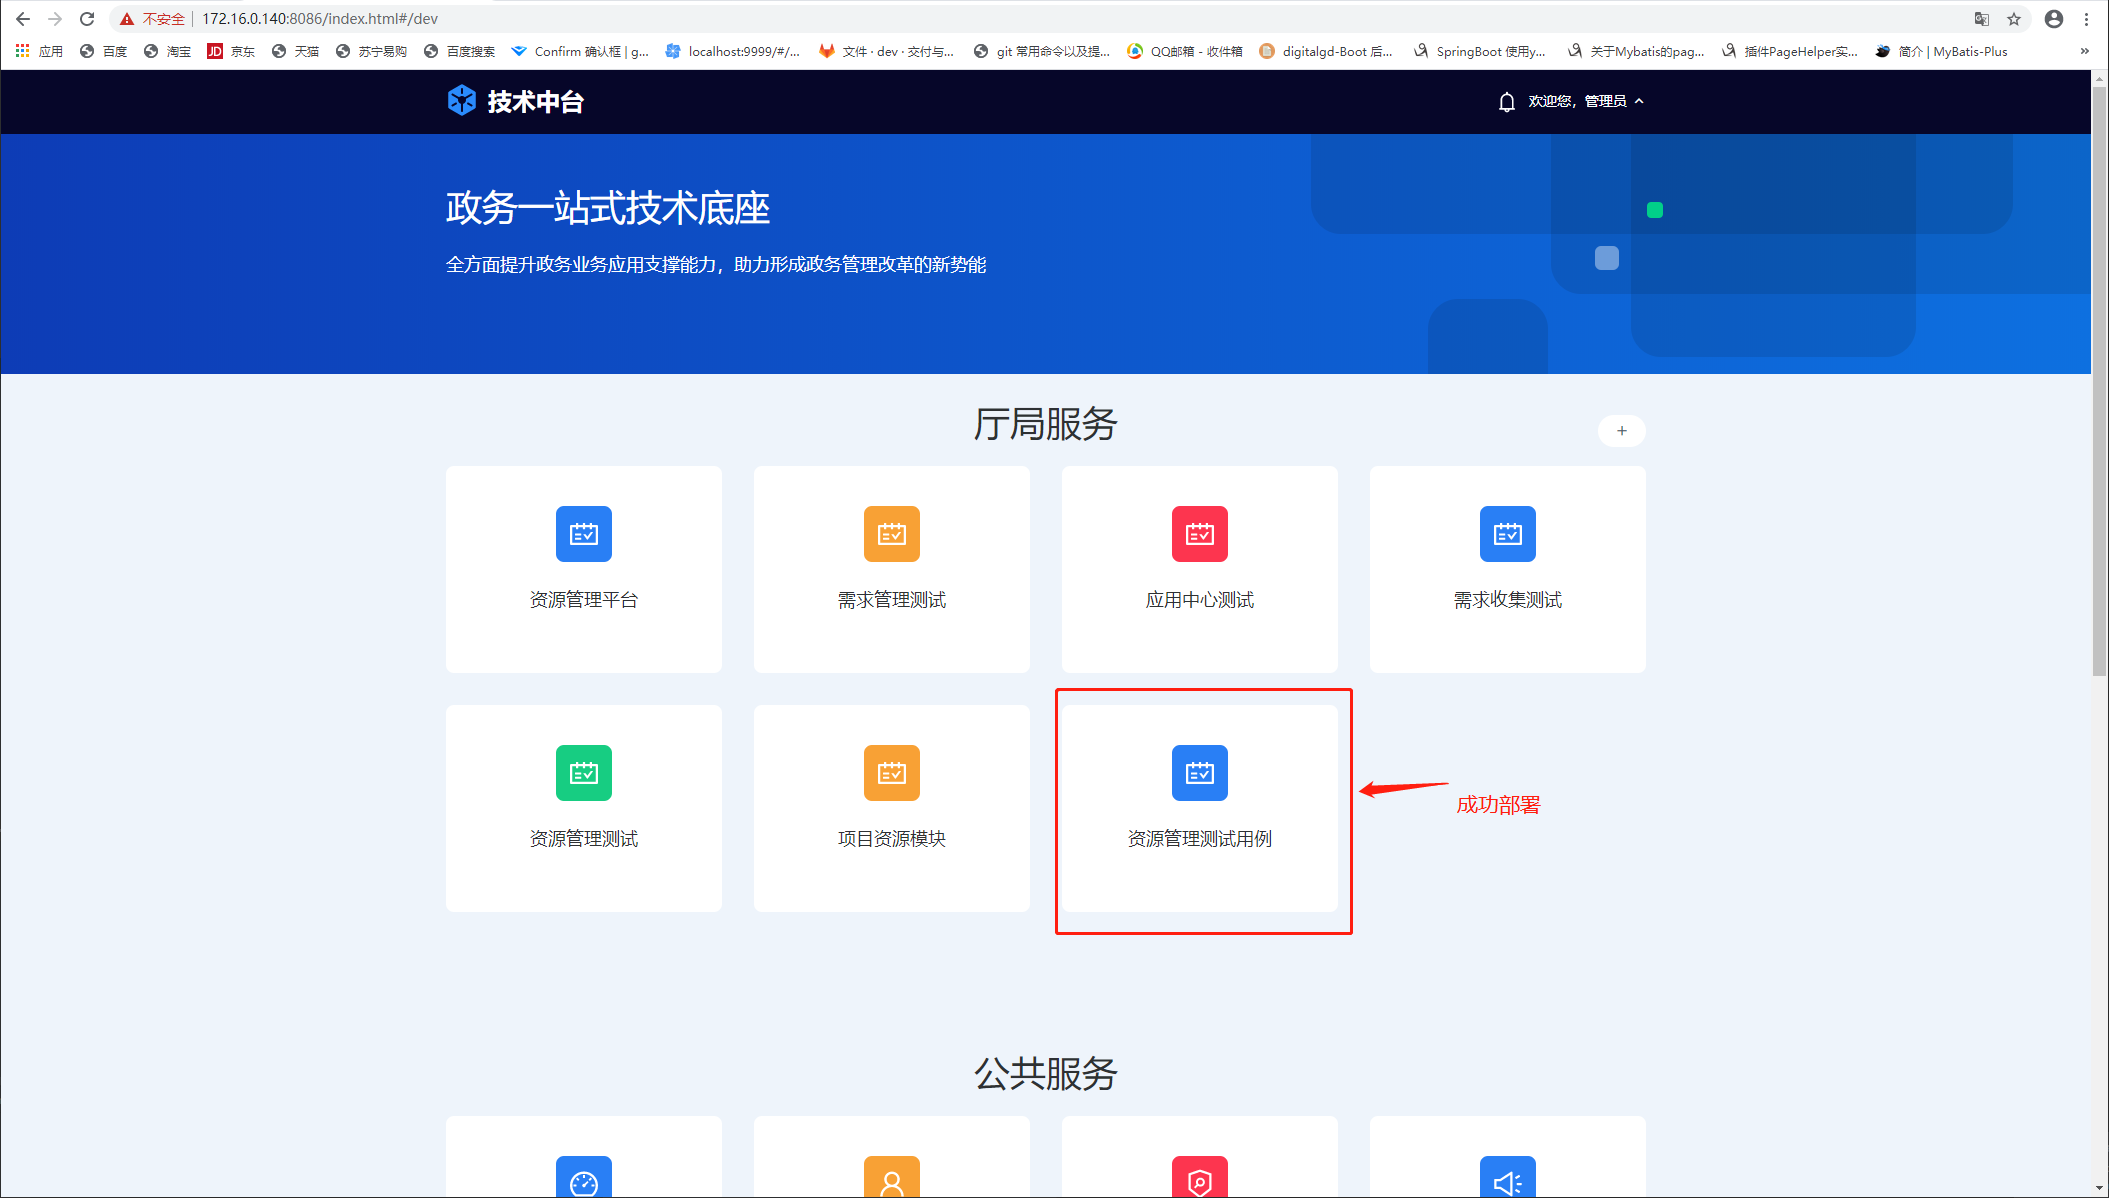 不安全 172.16.0.140:8086/index.html#/dev
应用 百度 淘宝 JD 京东 天猫 苏宁易购 百度搜索 Confirm 确认框 | g... localhost:9999/#/... 文件 · dev · 交付与... git 常用命令以及提... QQ邮箱 - 收件箱 digitalgd-Boot 后... SpringBoot 使用y... 关于Mybatis的pag... 插件PageHelper实... 简介 | MyBatis-Plus »
技术中台
欢迎您，管理员
政务一站式技术底座
全方面提升政务业务应用支撑能力，助力形成政务管理改革的新势能
厅局服务
+
资源管理平台
需求管理测试
应用中心测试
需求收集测试
资源管理测试
项目资源模块
资源管理测试用例
成功部署
公共服务